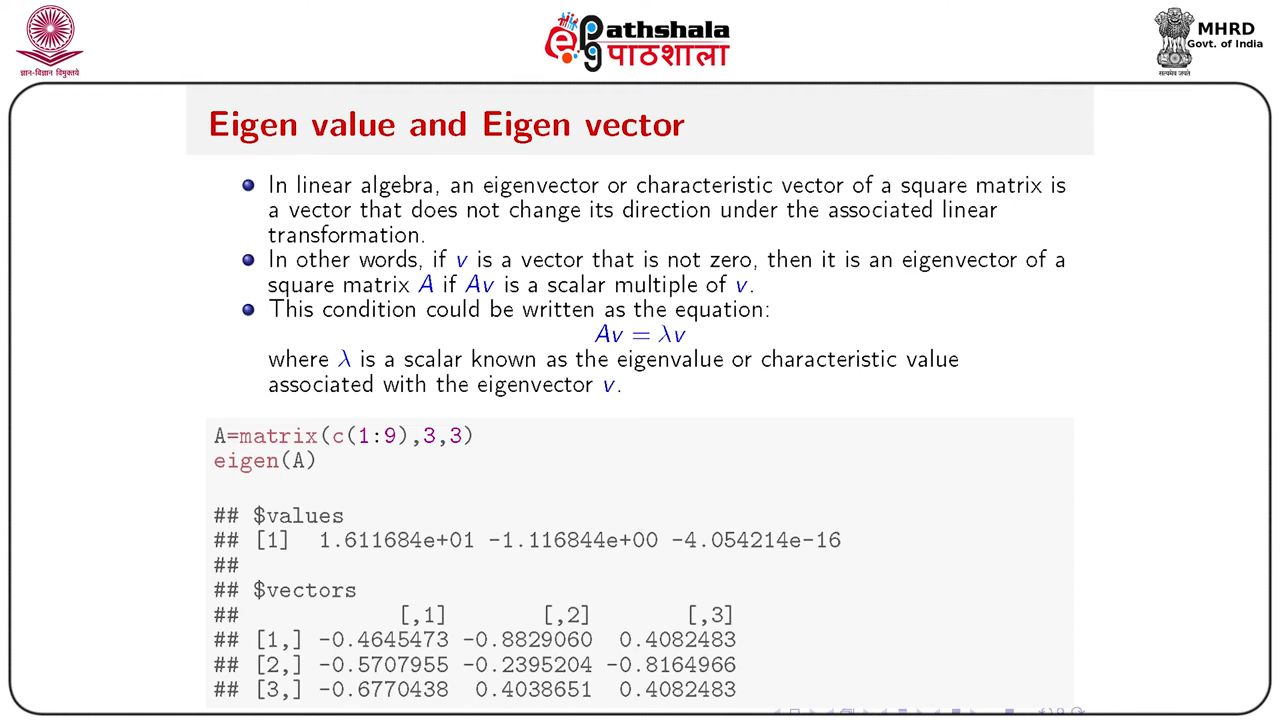 ज्ञान-विज्ञान विमुक्तये
ePathshala
pg पाठशाला
MHRD
Govt. of India
सत्यमेव जयते
Eigen value and Eigen vector
In linear algebra, an eigenvector or characteristic vector of a square matrix is
a vector that does not change its direction under the associated linear
transformation.
In other words, if v is a vector that is not zero, then it is an eigenvector of a
square matrix A if Av is a scalar multiple of v.
This condition could be written as the equation:
Av = λv
where λ is a scalar known as the eigenvalue or characteristic value
associated with the eigenvector v.
A=matrix(c(1:9),3,3)
eigen(A)
## $values
## [1]  1.611684e+01 -1.116844e+00 -4.054214e-16
##
## $vectors
##            [,1]       [,2]       [,3]
## [1,] -0.4645473 -0.8829060  0.4082483
## [2,] -0.5707955 -0.2395204 -0.8164966
## [3,] -0.6770438  0.4038651  0.4082483